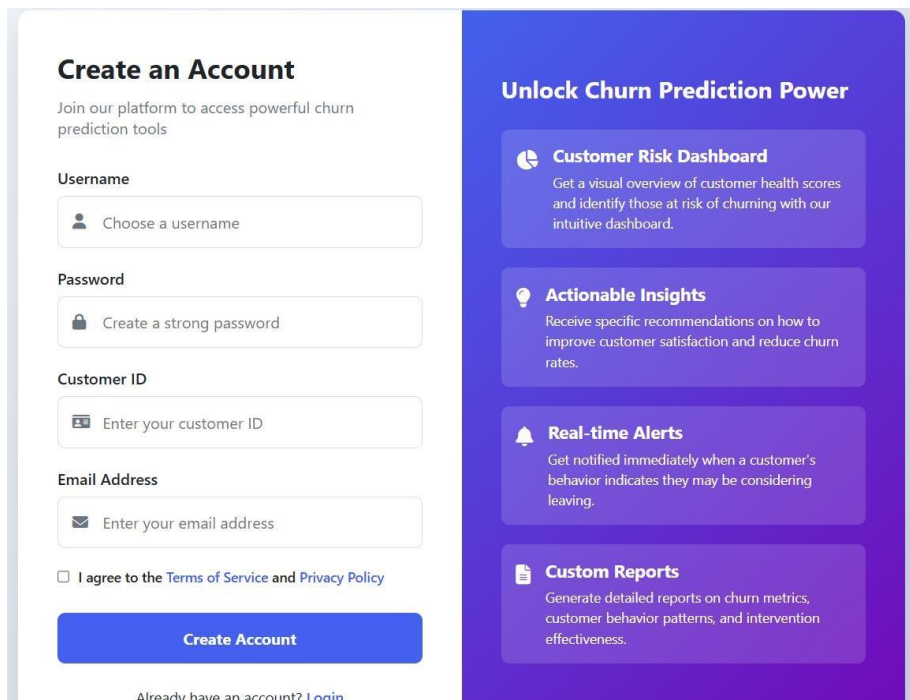 Create an Account
Join our platform to access powerful churn
prediction tools
Username
Choose a username
Password
Create a strong password
Customer ID
Enter your customer ID
Email Address
Enter your email address
I agree to the Terms of Service and Privacy Policy
Create Account
Already have an account? Login
Unlock Churn Prediction Power
Customer Risk Dashboard
Get a visual overview of customer health scores
and identify those at risk of churning with our
intuitive dashboard.
Actionable Insights
Receive specific recommendations on how to
improve customer satisfaction and reduce churn
rates.
Real-time Alerts
Get notified immediately when a customer's
behavior indicates they may be considering
leaving.
Custom Reports
Generate detailed reports on churn metrics,
customer behavior patterns, and intervention
effectiveness.